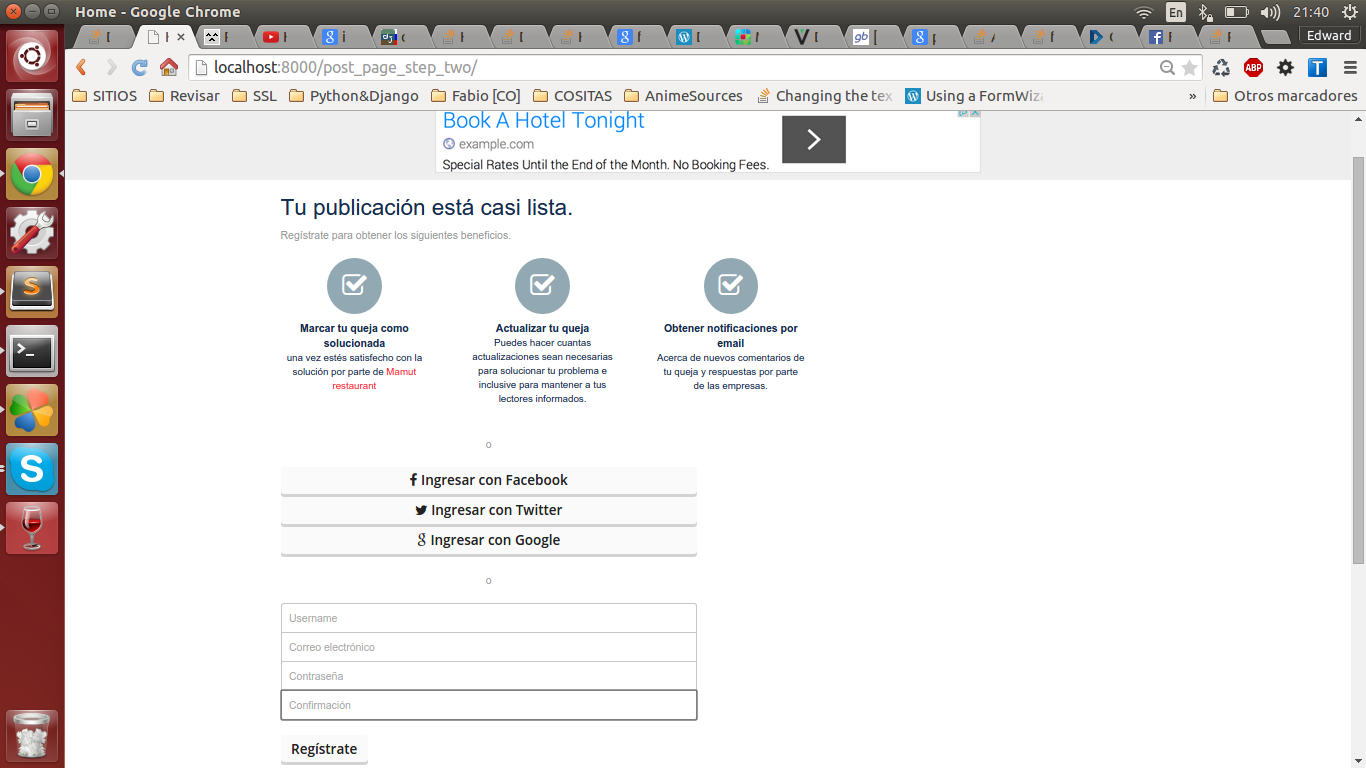 Home - Google Chrome
En
21:40
Edward
localhost:8000/post_page_step_two/
ABP
SITIOS
Revisar
SSL
Python&Django
Fabio [CO]
COSITAS
AnimeSources
Changing the tex
Using a FormWiza
»
Otros marcadores
Book A Hotel Tonight
example.com
Special Rates Until the End of the Month. No Booking Fees.
Tu publicación está casi lista.
Regístrate para obtener los siguientes beneficios.
Marcar tu queja como
solucionada
una vez estés satisfecho con la
solución por parte de Mamut
restaurant
Actualizar tu queja
Puedes hacer cuantas
actualizaciones sean necesarias
para solucionar tu problema e
inclusive para mantener a tus
lectores informados.
Obtener notificaciones por
email
Acerca de nuevos comentarios de
tu queja y respuestas por parte
de las empresas.
o
Ingresar con Facebook
Ingresar con Twitter
Ingresar con Google
o
Username
Correo electrónico
Contraseña
Confirmación
Regístrate